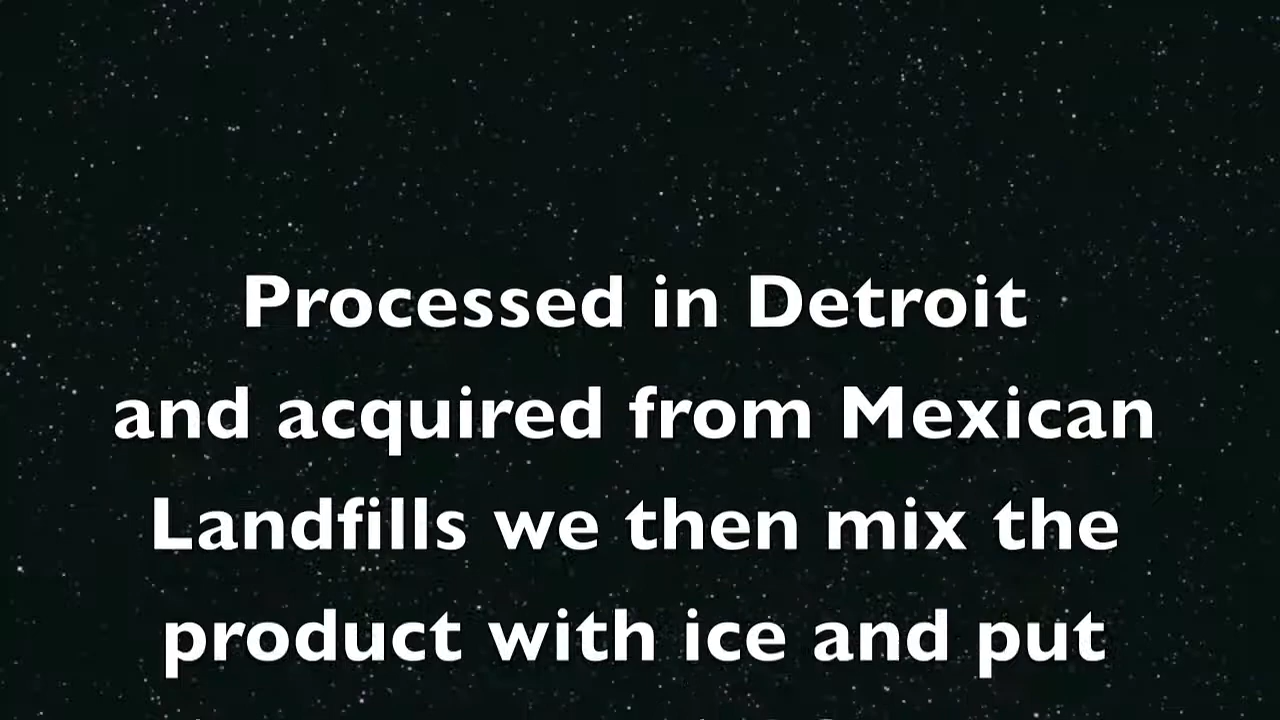 Processed in Detroit
and acquired from Mexican
Landfills we then mix the
product with ice and put